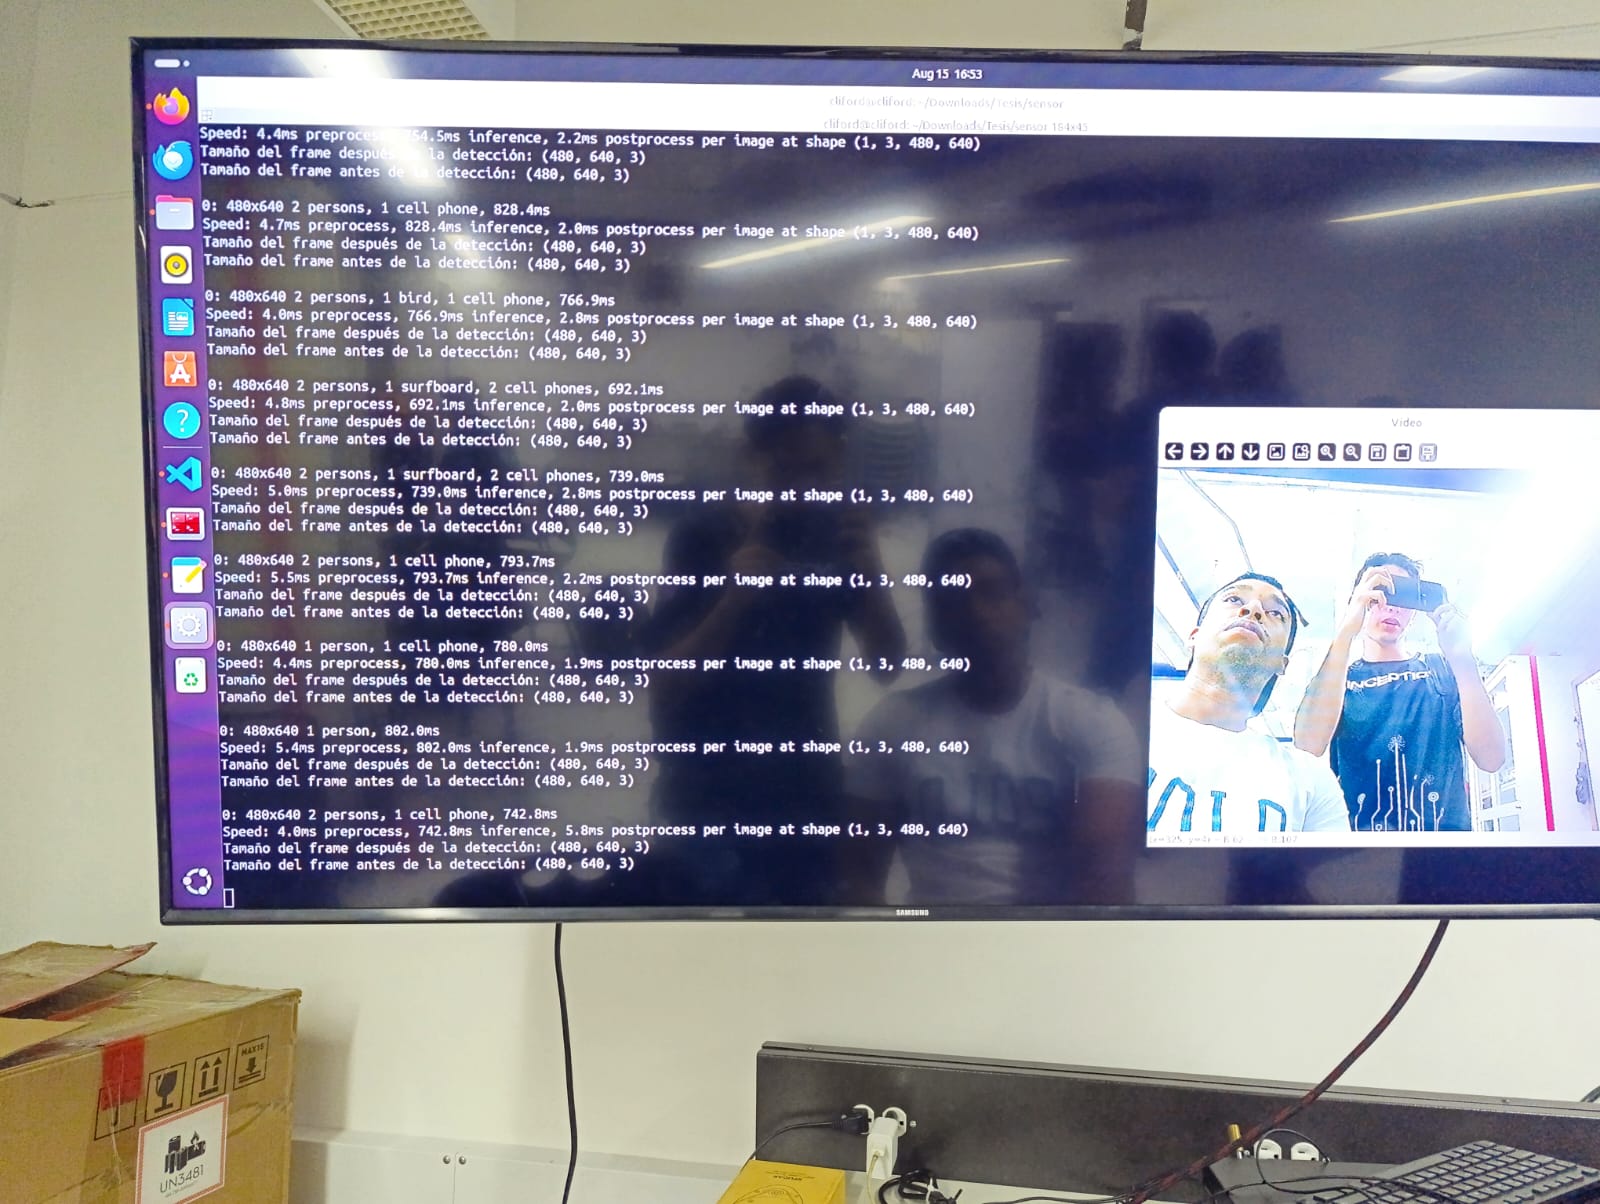 Aug 15 16:53
cliford@cliford: ~/Downloads/Tesis/sensor
cliford@cliford: ~/Downloads/Tesis/sensor 184x45
Speed: 4.4ms preprocess, 754.5ms inference, 2.2ms postprocess per image at shape (1, 3, 480, 640)
Tamaño del frame después de la detección: (480, 640, 3)
Tamaño del frame antes de la detección: (480, 640, 3)
0: 480x640 2 persons, 1 cell phone, 828.4ms
Speed: 4.7ms preprocess, 828.4ms inference, 2.0ms postprocess per image at shape (1, 3, 480, 640)
Tamaño del frame después de la detección: (480, 640, 3)
Tamaño del frame antes de la detección: (480, 640, 3)
0: 480x640 2 persons, 1 bird, 1 cell phone, 766.9ms
Speed: 4.0ms preprocess, 766.9ms inference, 2.8ms postprocess per image at shape (1, 3, 480, 640)
Tamaño del frame después de la detección: (480, 640, 3)
Tamaño del frame antes de la detección: (480, 640, 3)
0: 480x640 2 persons, 1 surfboard, 2 cell phones, 692.1ms
Speed: 4.8ms preprocess, 692.1ms inference, 2.0ms postprocess per image at shape (1, 3, 480, 640)
Tamaño del frame después de la detección: (480, 640, 3)
Tamaño del frame antes de la detección: (480, 640, 3)
0: 480x640 2 persons, 1 surfboard, 2 cell phones, 739.0ms
Speed: 5.0ms preprocess, 739.0ms inference, 2.8ms postprocess per image at shape (1, 3, 480, 640)
Tamaño del frame después de la detección: (480, 640, 3)
Tamaño del frame antes de la detección: (480, 640, 3)
0: 480x640 2 persons, 1 cell phone, 793.7ms
Speed: 5.5ms preprocess, 793.7ms inference, 2.2ms postprocess per image at shape (1, 3, 480, 640)
Tamaño del frame después de la detección: (480, 640, 3)
Tamaño del frame antes de la detección: (480, 640, 3)
0: 480x640 1 person, 1 cell phone, 780.0ms
Speed: 4.4ms preprocess, 780.0ms inference, 1.9ms postprocess per image at shape (1, 3, 480, 640)
Tamaño del frame después de la detección: (480, 640, 3)
Tamaño del frame antes de la detección: (480, 640, 3)
0: 480x640 1 person, 802.0ms
Speed: 5.4ms preprocess, 802.0ms inference, 1.9ms postprocess per image at shape (1, 3, 480, 640)
Tamaño del frame después de la detección: (480, 640, 3)
Tamaño del frame antes de la detección: (480, 640, 3)
0: 480x640 2 persons, 1 cell phone, 742.8ms
Speed: 4.0ms preprocess, 742.8ms inference, 5.8ms postprocess per image at shape (1, 3, 480, 640)
Tamaño del frame después de la detección: (480, 640, 3)
Tamaño del frame antes de la detección: (480, 640, 3)
Video
INCEPTIO
SAMSUNG
MAX15
UN3481